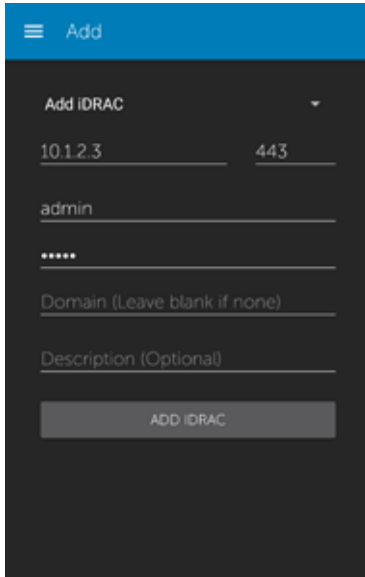 Add
Add iDRAC
10.1.2.3 443
admin
•••••
Domain (Leave blank if none)
Description (Optional)
ADD IDRAC